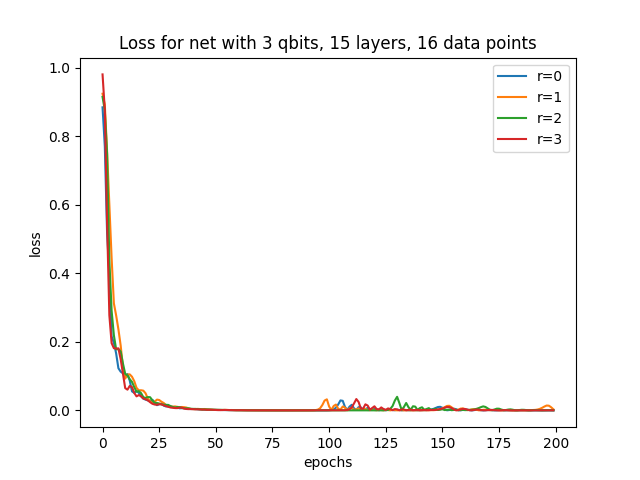 Loss for net with 3 qbits, 15 layers, 16 data points
1.0
0.8
0.6
0.4
0.2
0.0
loss
r=0
r=1
r=2
r=3
0 25 50 75 100 125 150 175 200
epochs